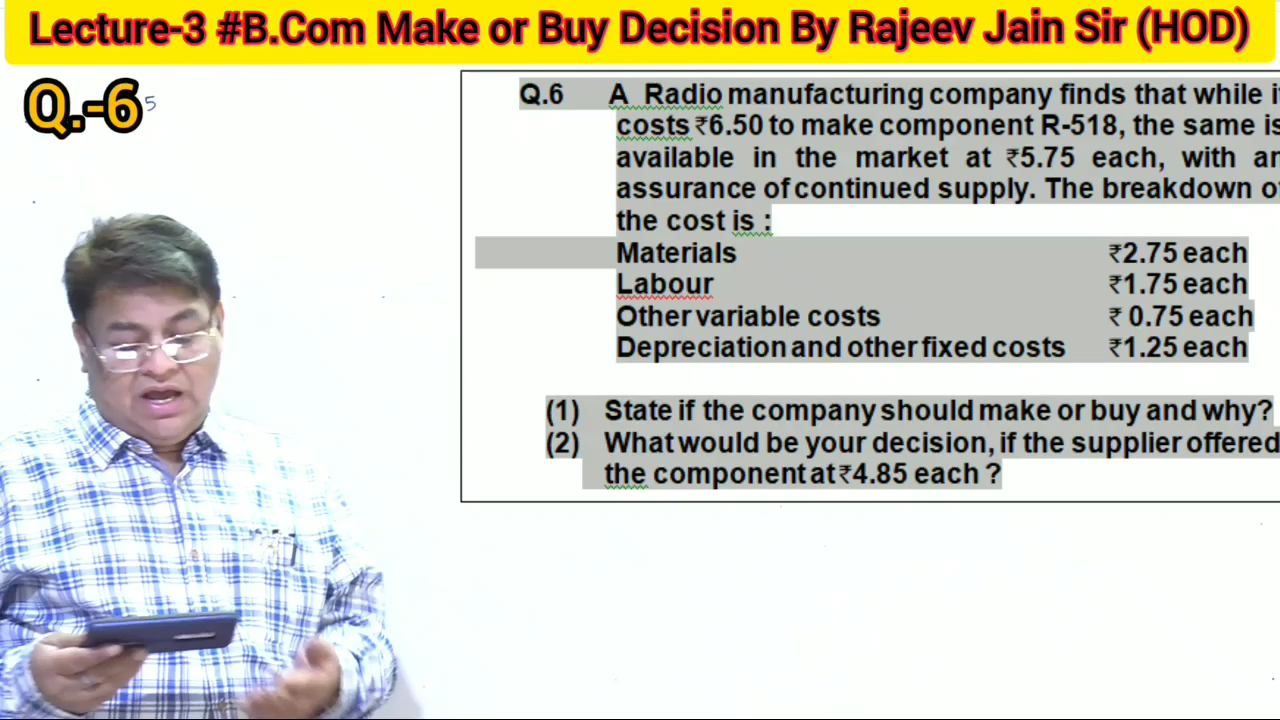 Lecture-3 #B.Com Make or Buy Decision By Rajeev Jain Sir (HOD)
Q.-6 5
Q.6 A Radio manufacturing company finds that while
costs ₹6.50 to make component R-518, the same
available in the market at ₹5.75 each, with
assurance of continued supply. The breakdown
the cost is :
Materials ₹2.75 each
Labour ₹1.75 each
Other variable costs ₹ 0.75 each
Depreciation and other fixed costs ₹1.25 each
(1) State if the company should make or buy and why?
(2) What would be your decision, if the supplier offered
the component at ₹4.85 each ?